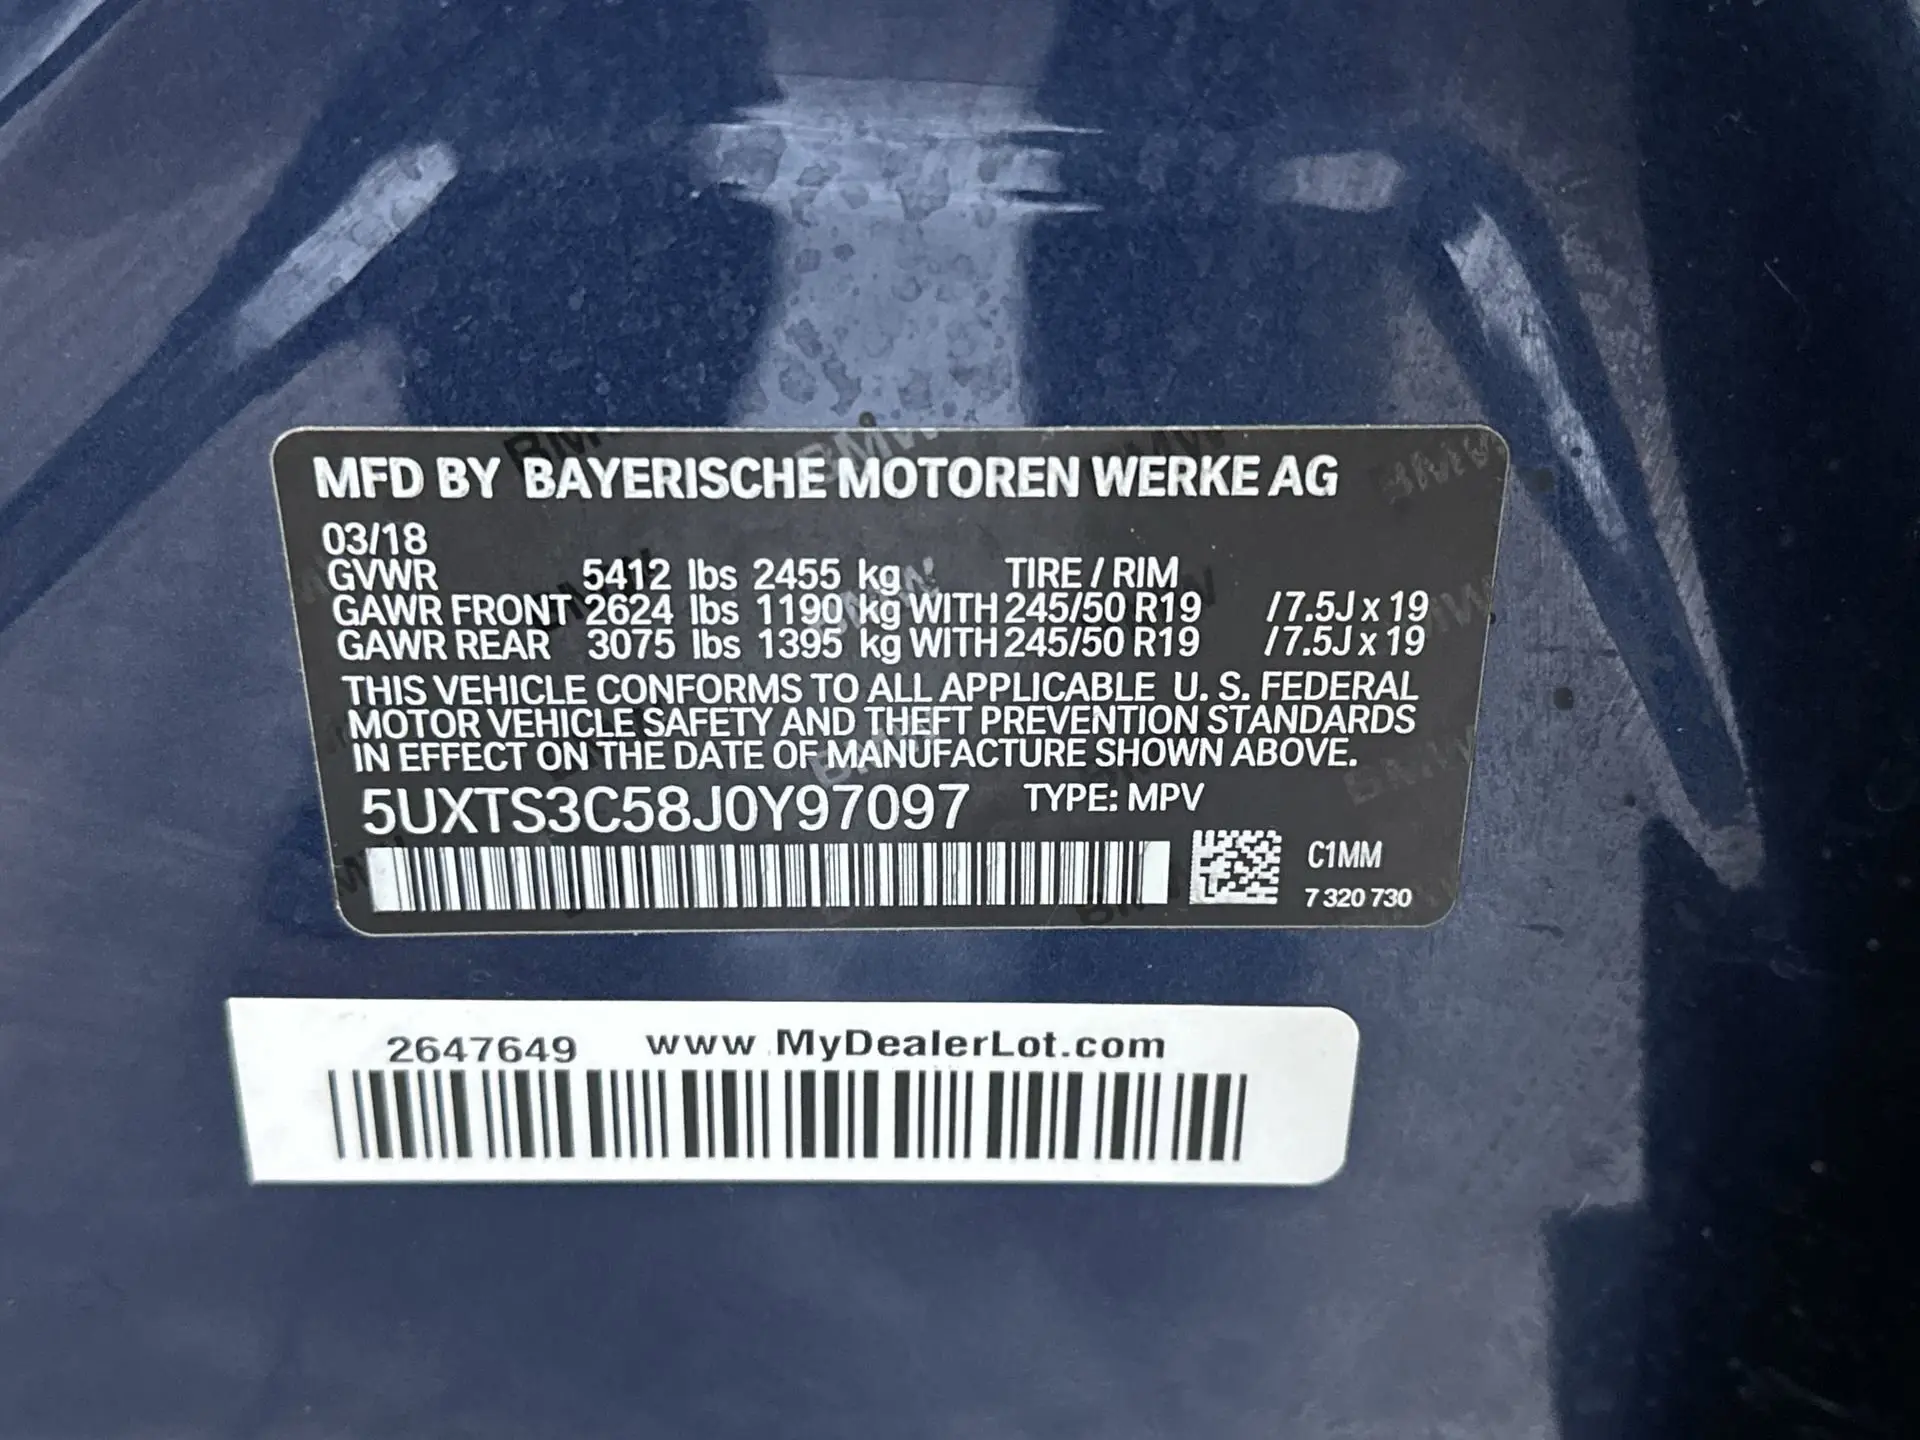 MFD BY BAYERISCHE MOTOREN WERKE AG
03/18
GVWR 5412 lbs 2455 kg TIRE / RIM
GAWR FRONT 2624 lbs 1190 kg WITH 245/50 R19 /7.5J x 19
GAWR REAR 3075 lbs 1395 kg WITH 245/50 R19 /7.5J x 19
THIS VEHICLE CONFORMS TO ALL APPLICABLE U. S. FEDERAL
MOTOR VEHICLE SAFETY AND THEFT PREVENTION STANDARDS
IN EFFECT ON THE DATE OF MANUFACTURE SHOWN ABOVE.
5UXTS3C58J0Y97097 TYPE: MPV
C1MM
7 320 730
2647649 www.MyDealerLot.com